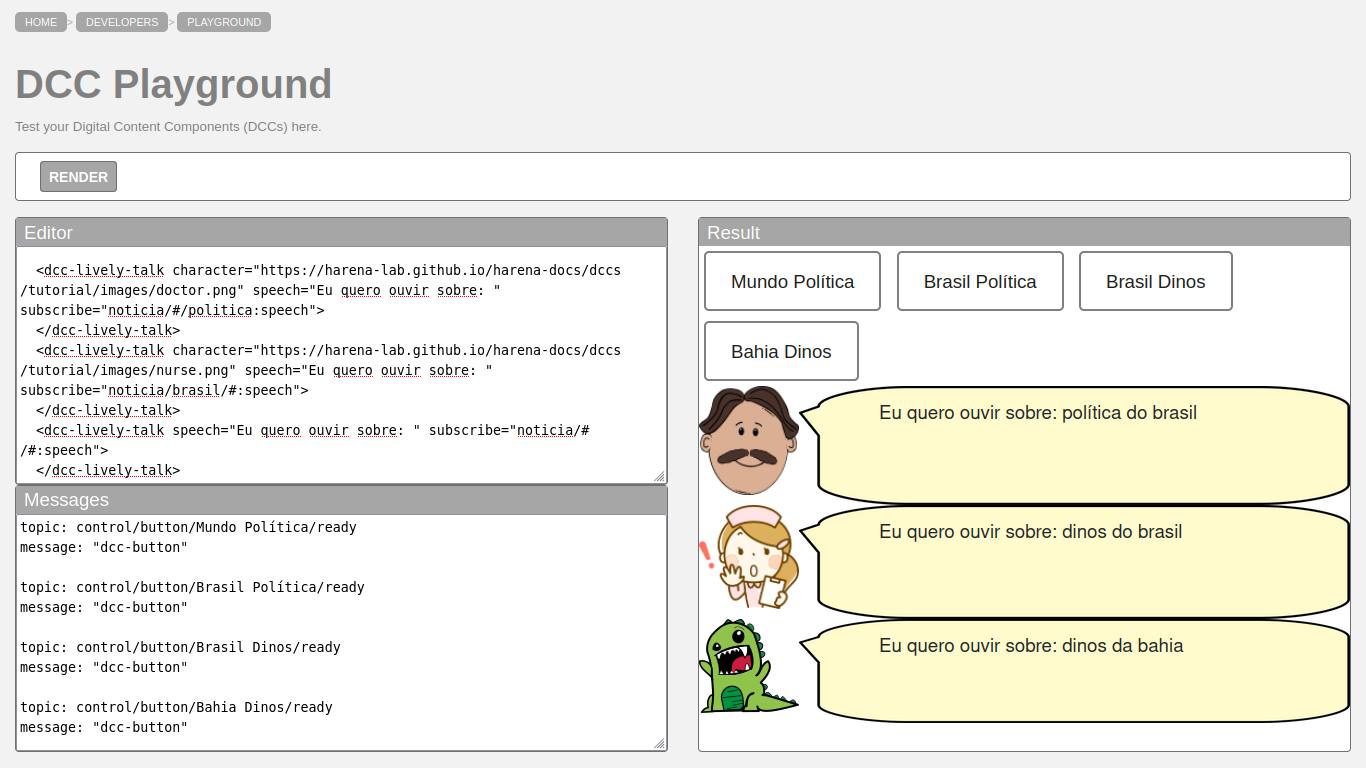 HOME > DEVELOPERS > PLAYGROUND
DCC Playground
Test your Digital Content Components (DCCs) here.
RENDER
Editor
<dcc-lively-talk character="https://harena-lab.github.io/harena-docs/dccs
/tutorial/images/doctor.png" speech="Eu quero ouvir sobre: "
subscribe="noticia/#/politica:speech">
</dcc-lively-talk>
<dcc-lively-talk character="https://harena-lab.github.io/harena-docs/dccs
/tutorial/images/nurse.png" speech="Eu quero ouvir sobre: "
subscribe="noticia/brasil/#:speech">
</dcc-lively-talk>
<dcc-lively-talk speech="Eu quero ouvir sobre: " subscribe="noticia/#
/#:speech">
</dcc-lively-talk>
Messages
topic: control/button/Mundo Política/ready
message: "dcc-button"
topic: control/button/Brasil Política/ready
message: "dcc-button"
topic: control/button/Brasil Dinos/ready
message: "dcc-button"
topic: control/button/Bahia Dinos/ready
message: "dcc-button"
Result
Mundo Política
Brasil Política
Brasil Dinos
Bahia Dinos
Eu quero ouvir sobre: política do brasil
Eu quero ouvir sobre: dinos do brasil
Eu quero ouvir sobre: dinos da bahia